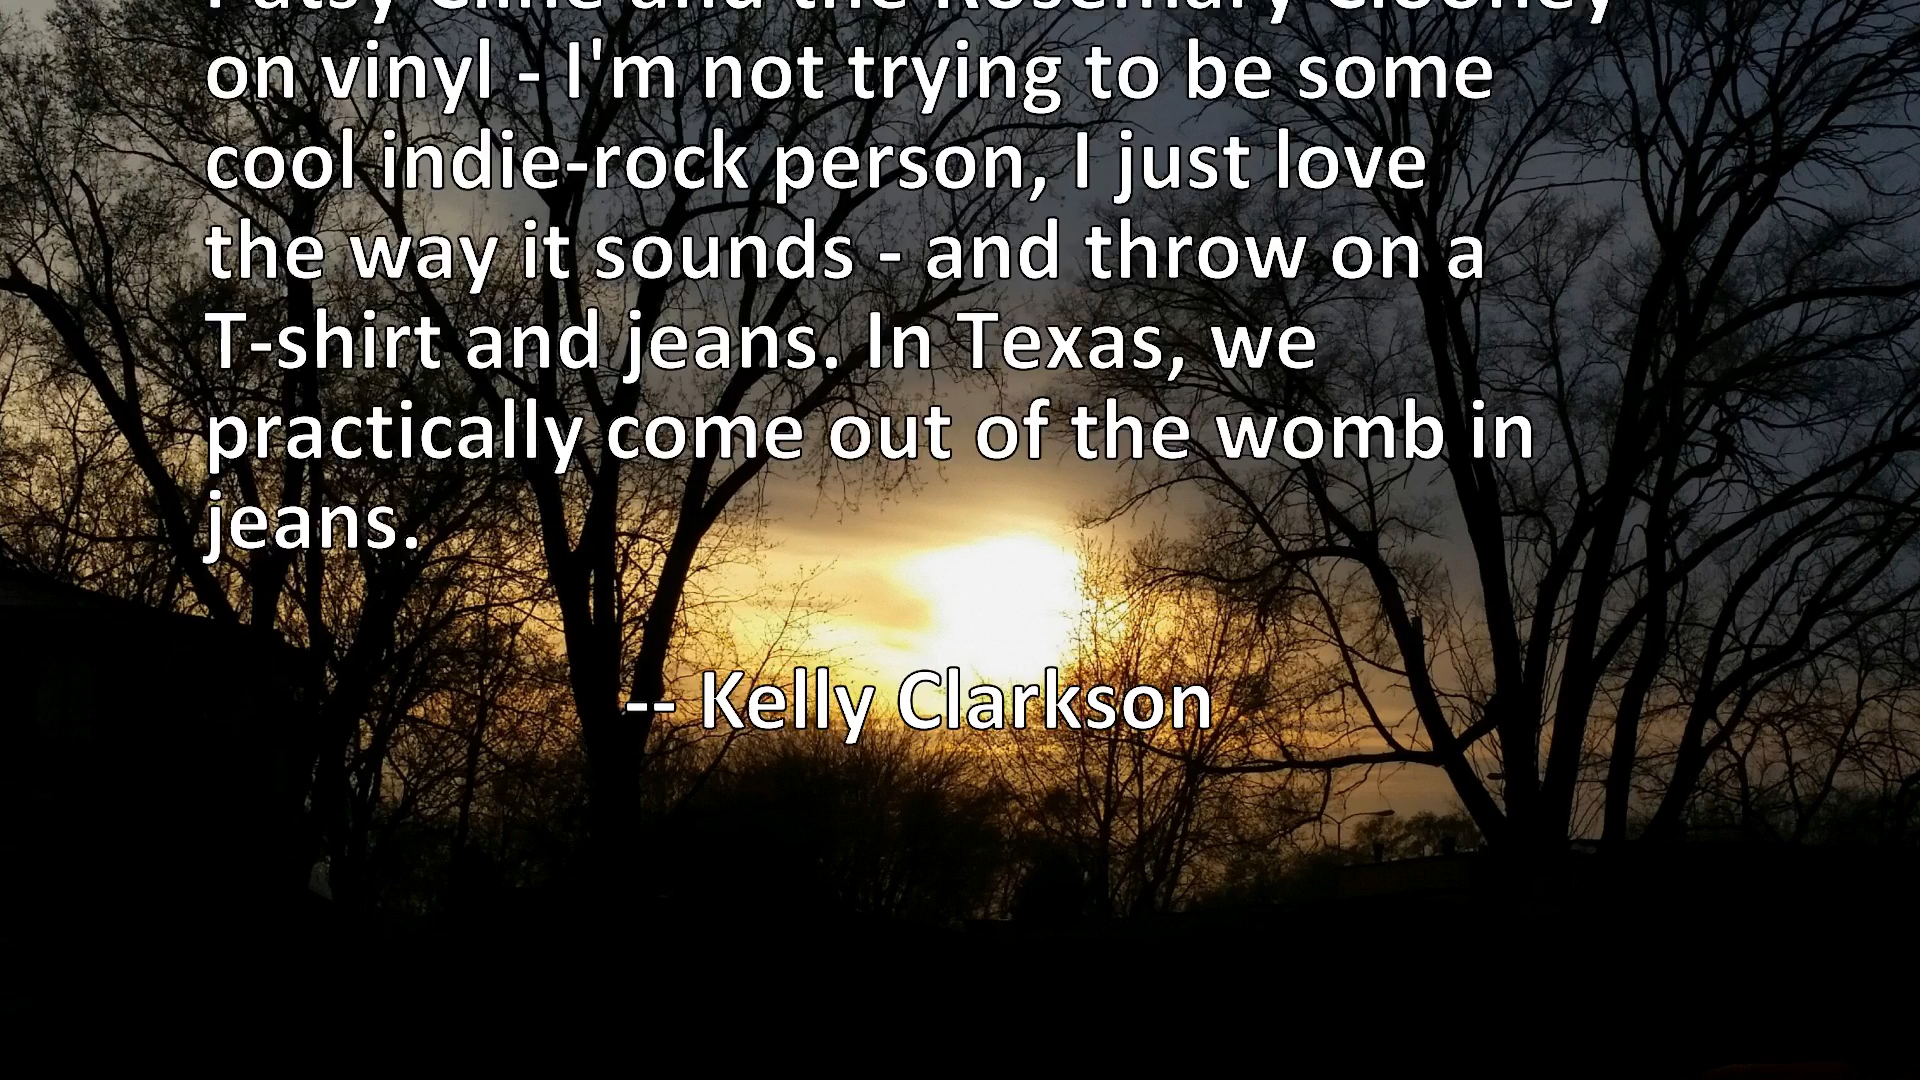 Patsy Cline and the Rosemary Clooney
on vinyl - I'm not trying to be some
cool indie-rock person, I just love
the way it sounds - and throw on a
T-shirt and jeans. In Texas, we
practically come out of the womb in
jeans.
-- Kelly Clarkson